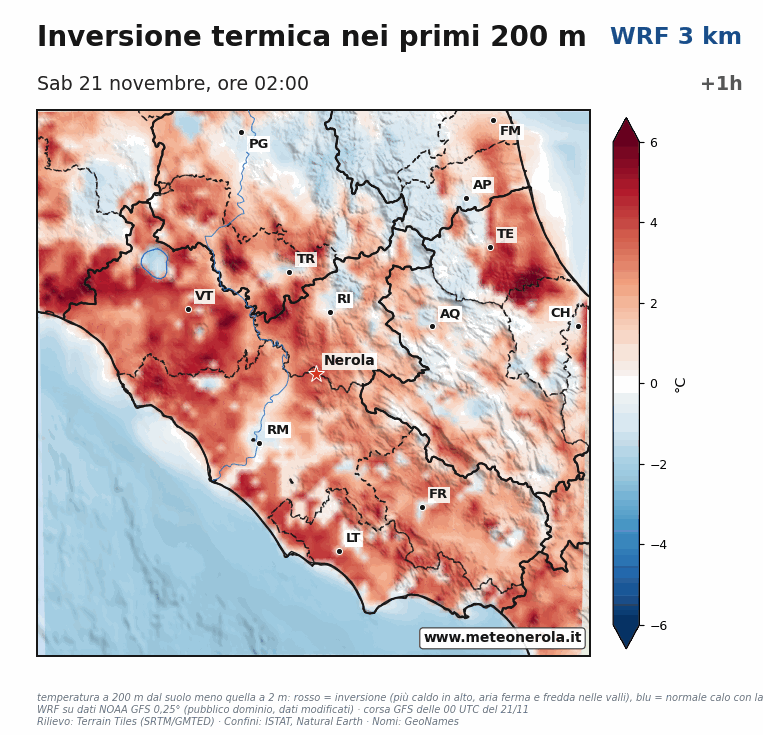 Inversione termica nei primi 200 m WRF 3 km
Sab 21 novembre, ore 02:00 +1h
FM
PG
AP
TE
TR
VT
RI
AQ
CH.
Nerola
RM
FR
LT
6
4
2
0
−2
−4
−6
°C
www.meteonerola.it
temperatura a 200 m dal suolo meno quella a 2 m: rosso = inversione (più caldo in alto, aria ferma e fredda nelle valli), blu = normale calo con la
WRF su dati NOAA GFS 0,25° (pubblico dominio, dati modificati) · corsa GFS delle 00 UTC del 21/11
Rilievo: Terrain Tiles (SRTM/GMTED) · Confini: ISTAT, Natural Earth · Nomi: GeoNames